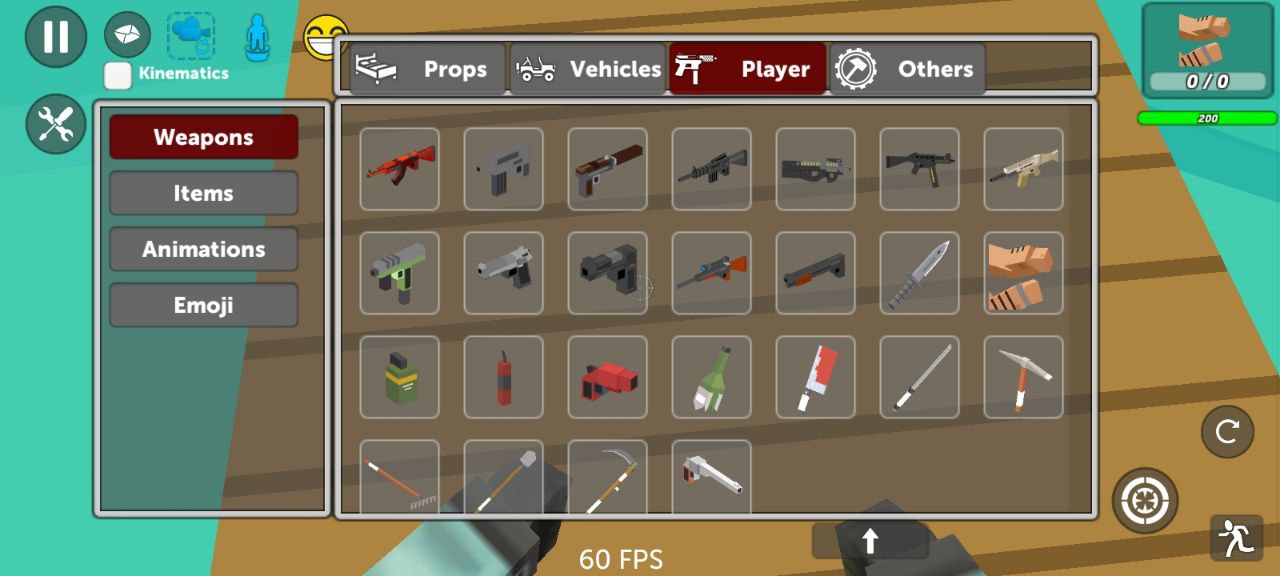 Kinematics
Props
Vehicles
Player
Others
0 / 0
200
Weapons
Items
Animations
Emoji
60 FPS